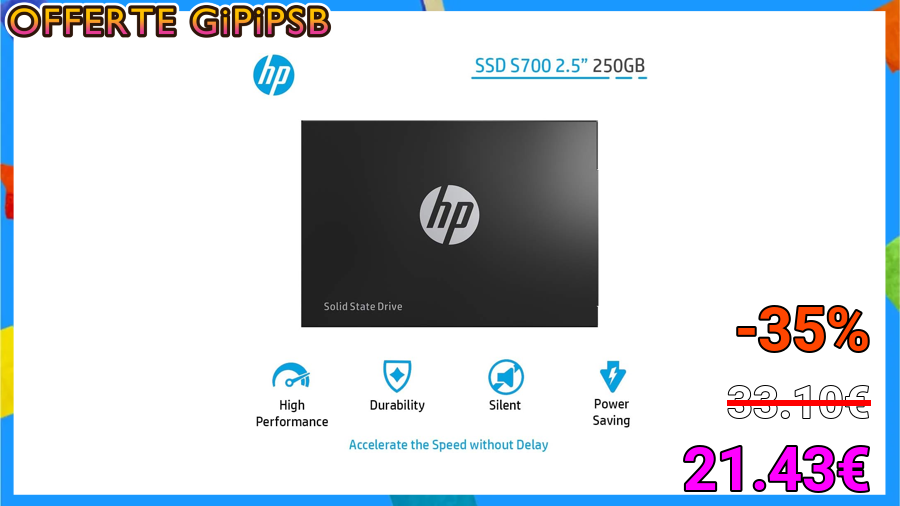 OFFERTE GiPiPSB
hp
SSD S700 2.5” 250GB
hp
Solid State Drive
High Performance
Durability
Silent
Power Saving
Accelerate the Speed without Delay
-35%
33.10€
21.43€